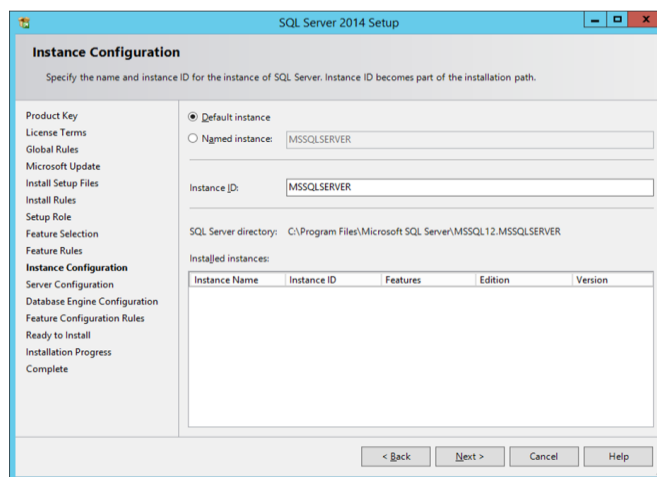 SQL Server 2014 Setup
Instance Configuration
Specify the name and instance ID for the instance of SQL Server. Instance ID becomes part of the installation path.
Product Key
License Terms
Global Rules
Microsoft Update
Install Setup Files
Install Rules
Setup Role
Feature Selection
Feature Rules
Instance Configuration
Server Configuration
Database Engine Configuration
Feature Configuration Rules
Ready to Install
Installation Progress
Complete
Default instance
Named instance: MSSQLSERVER
Instance ID: MSSQLSERVER
SQL Server directory: C:\Program Files\Microsoft SQL Server\MSSQL12.MSSQLSERVER
Installed instances:
Instance Name Instance ID Features Edition Version
< Back Next > Cancel Help